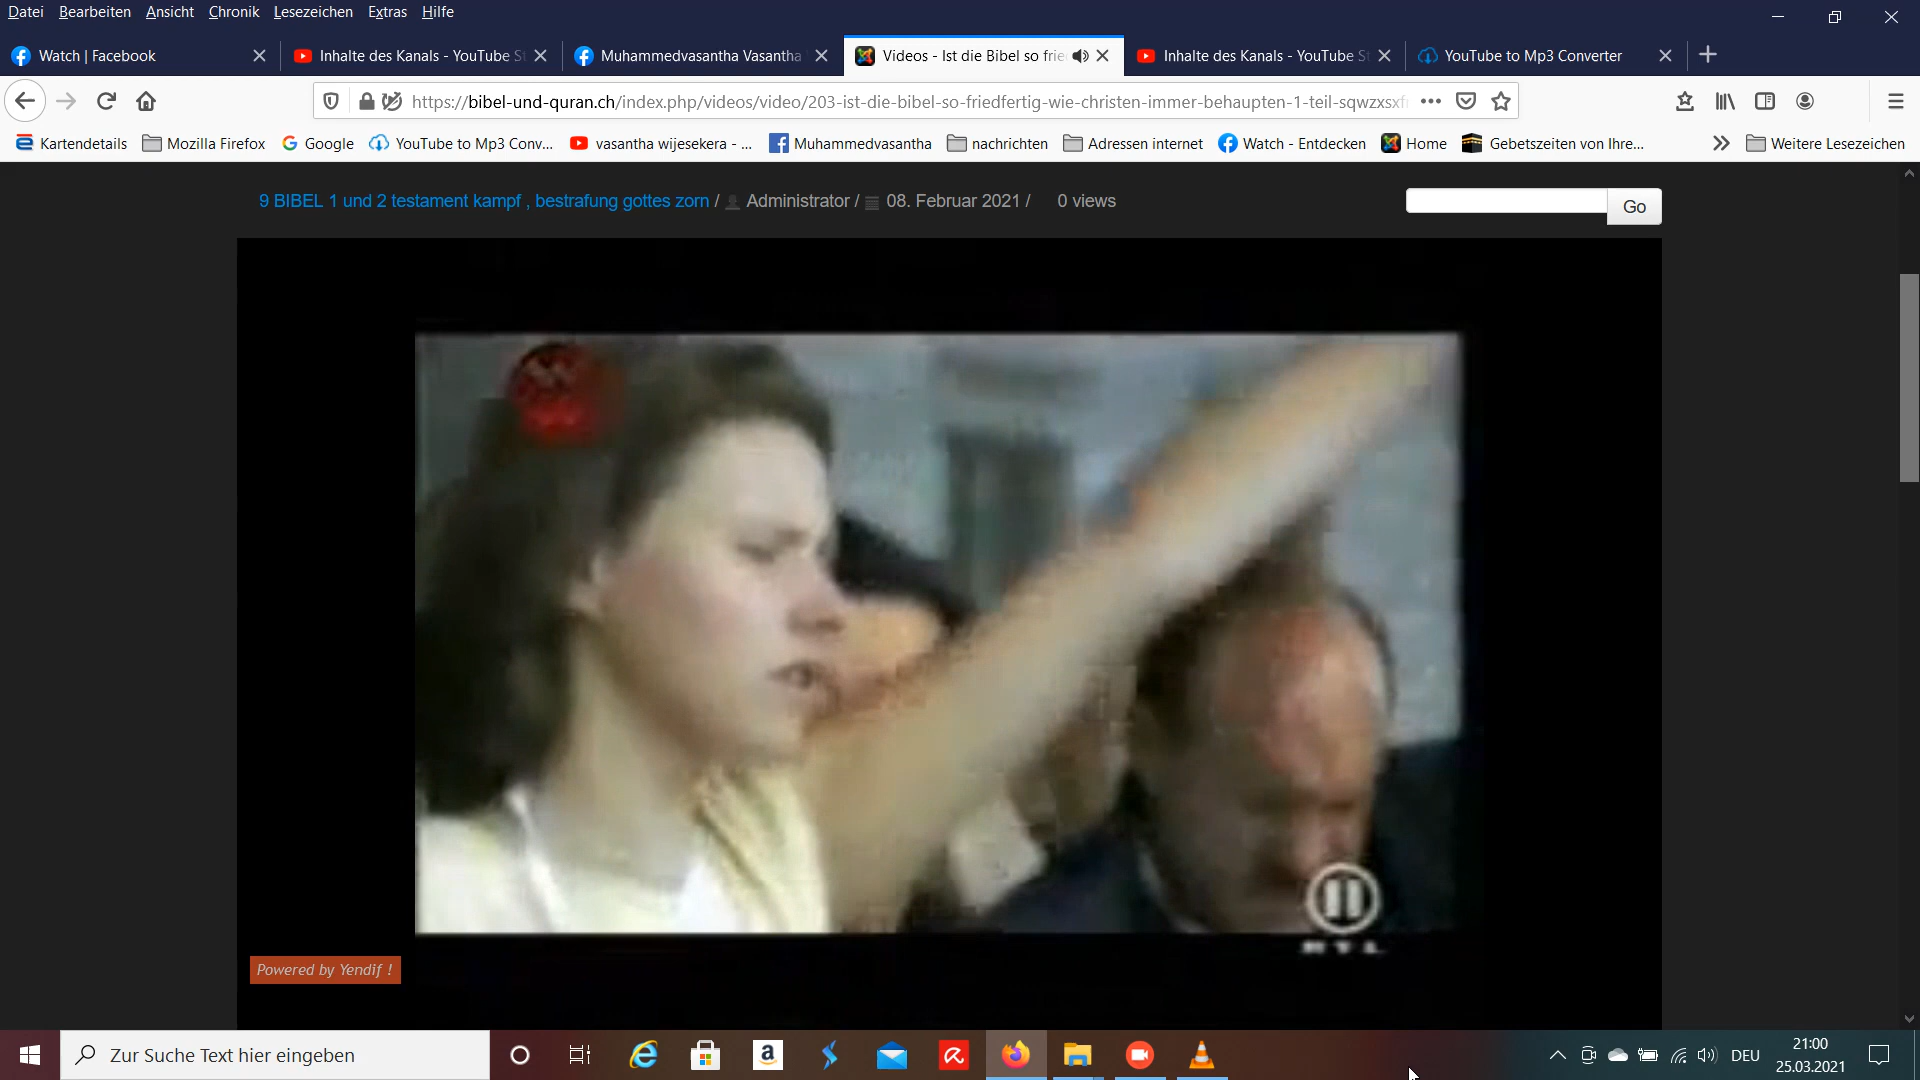 Datei Bearbeiten Ansicht Chronik Lesezeichen Extras Hilfe
Watch | Facebook
Inhalte des Kanals - YouTube St
Muhammedvasantha Vasantha
Videos - Ist die Bibel so frie
Inhalte des Kanals - YouTube St
YouTube to Mp3 Converter
https://bibel-und-quran.ch/index.php/videos/video/203-ist-die-bibel-so-friedfertig-wie-christen-immer-behaupten-1-teil-sqwzxsxf
Kartendetails Mozilla Firefox Google YouTube to Mp3 Conv... vasantha wijesekera - ... Muhammedvasantha nachrichten Adressen internet Watch - Entdecken Home Gebetszeiten von Ihre... Weitere Lesezeichen
9 BIBEL 1 und 2 testament kampf , bestrafung gottes zorn / Administrator / 08. Februar 2021 / 0 views
Go
RTL
Powered by Yendif !
Zur Suche Text hier eingeben
DEU
21:00
25.03.2021